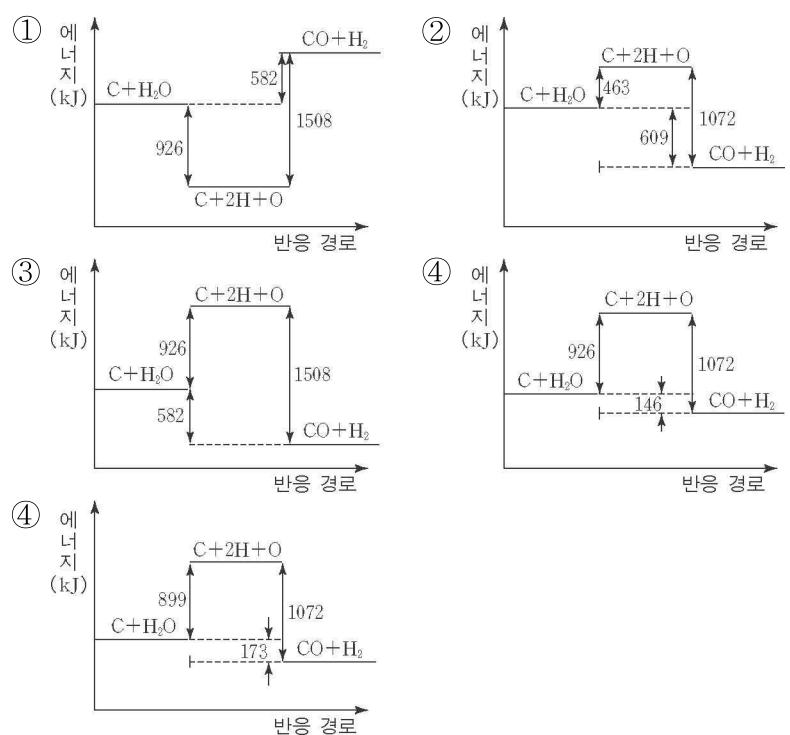 ①
에
너
지
(kJ)
CO+H₂
582
C+H₂O
1508
926
C+2H+O
반응 경로
②
에
너
지
(kJ)
C+2H+O
463
C+H₂O
1072
609
CO+H₂
반응 경로
③
에
너
지
(kJ)
C+2H+O
926
1508
C+H₂O
582
CO+H₂
반응 경로
④
에
너
지
(kJ)
C+2H+O
926
1072
C+H₂O
146
CO+H₂
반응 경로
④
에
너
지
(kJ)
C+2H+O
899
1072
C+H₂O
173
CO+H₂
반응 경로